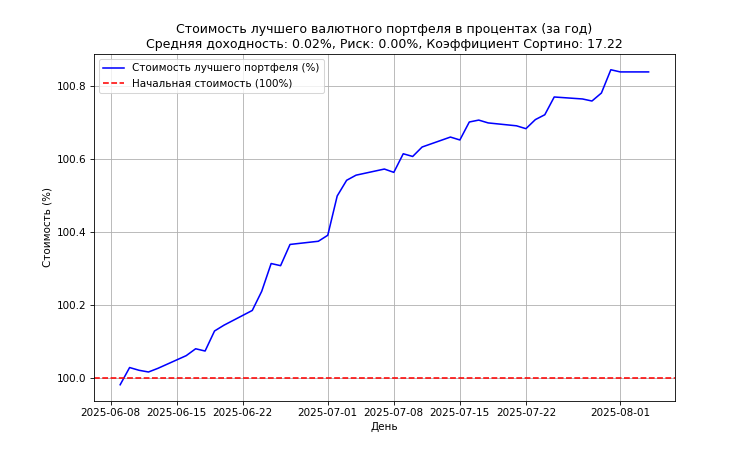 Стоимость лучшего валютного портфеля в процентах (за год)
Средняя доходность: 0.02%, Риск: 0.00%, Коэффициент Сортино: 17.22
Стоимость лучшего портфеля (%)
Начальная стоимость (100%)
Стоимость (%)
100.8
100.6
100.4
100.2
100.0
2025-06-08
2025-06-15
2025-06-22
2025-07-01
2025-07-08
2025-07-15
2025-07-22
2025-08-01
День